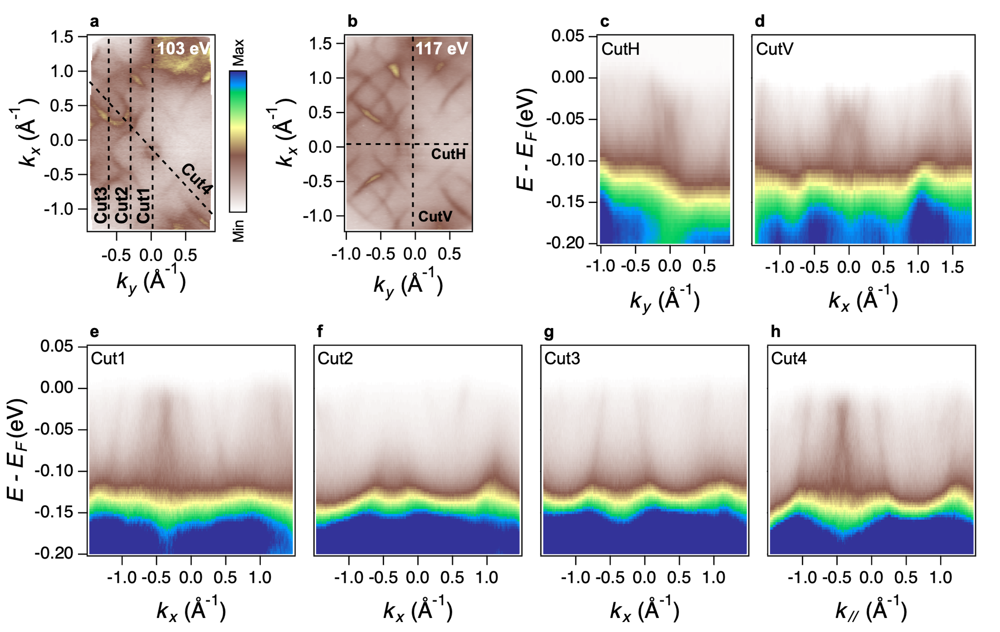 a
1.5
1.0
0.5
0.0
-0.5
-1.0
kx (Å-1)
103 eV
Cut3
Cut2
Cut1
Cut4
-0.5 0.0 0.5
ky (Å-1)
Max
Min
b
1.5
1.0
0.5
0.0
-0.5
-1.0
kx (Å-1)
117 eV
CutH
CutV
-1.0 -0.5 0.0 0.5
ky (Å-1)
c
0.05
0.00
-0.05
-0.10
-0.15
-0.20
E - EF (eV)
CutH
-1.0 -0.5 0.0 0.5
ky (Å-1)
d
CutV
-1.0 -0.5 0.0 0.5 1.0 1.5
kx (Å-1)
e
0.05
0.00
-0.05
-0.10
-0.15
-0.20
E - EF (eV)
Cut1
-1.0 -0.5 0.0 0.5 1.0
kx (Å-1)
f
Cut2
-1.0 -0.5 0.0 0.5 1.0
kx (Å-1)
g
Cut3
-1.0 -0.5 0.0 0.5 1.0
kx (Å-1)
h
Cut4
-1.0 -0.5 0.0 0.5 1.0
k// (Å-1)